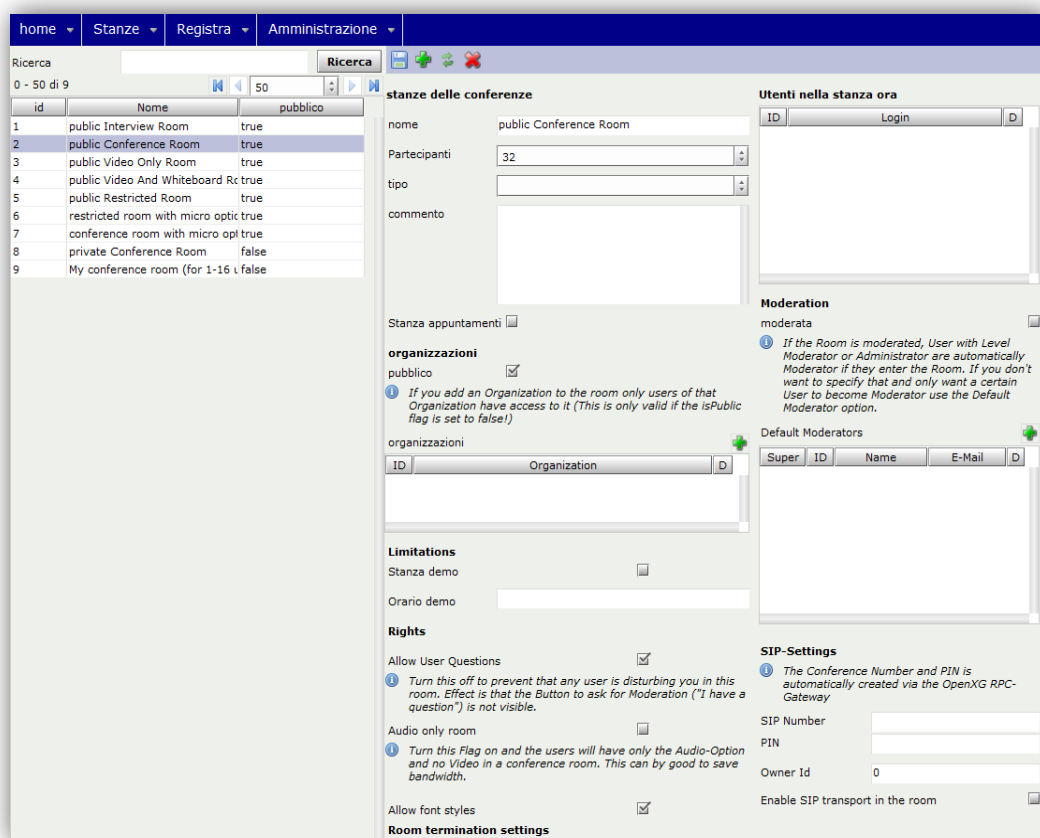 home Stanze Registra Amministrazione
Ricerca Ricerca
0 - 50 di 9 50
id Nome pubblico
1 public Interview Room true
2 public Conference Room true
3 public Video Only Room true
4 public Video And Whiteboard Rc true
5 public Restricted Room true
6 restricted room with micro optic true
7 conference room with micro opt true
8 private Conference Room false
9 My conference room (for 1-16 u false
stanze delle conferenze
nome public Conference Room
Partecipanti 32
tipo
commento
Stanza appuntamenti
organizzazioni
pubblico
If you add an Organization to the room only users of that
Organization have access to it (This is only valid if the isPublic
flag is set to false!)
organizzazioni
ID Organization D
Limitations
Stanza demo
Orario demo
Rights
Allow User Questions
Turn this off to prevent that any user is disturbing you in this
room. Effect is that the Button to ask for Moderation ("I have a
question") is not visible.
Audio only room
Turn this Flag on and the users will have only the Audio-Option
and no Video in a conference room. This can by good to save
bandwidth.
Allow font styles
Room termination settings
Utenti nella stanza ora
ID Login D
Moderation
moderata
If the Room is moderated, User with Level
Moderator or Administrator are automatically
Moderator if they enter the Room. If you don't
want to specify that and only want a certain
User to become Moderator use the Default
Moderator option.
Default Moderators
Super ID Name E-Mail D
SIP-Settings
The Conference Number and PIN is
automatically created via the OpenXG RPC-
Gateway
SIP Number
PIN
Owner Id 0
Enable SIP transport in the room